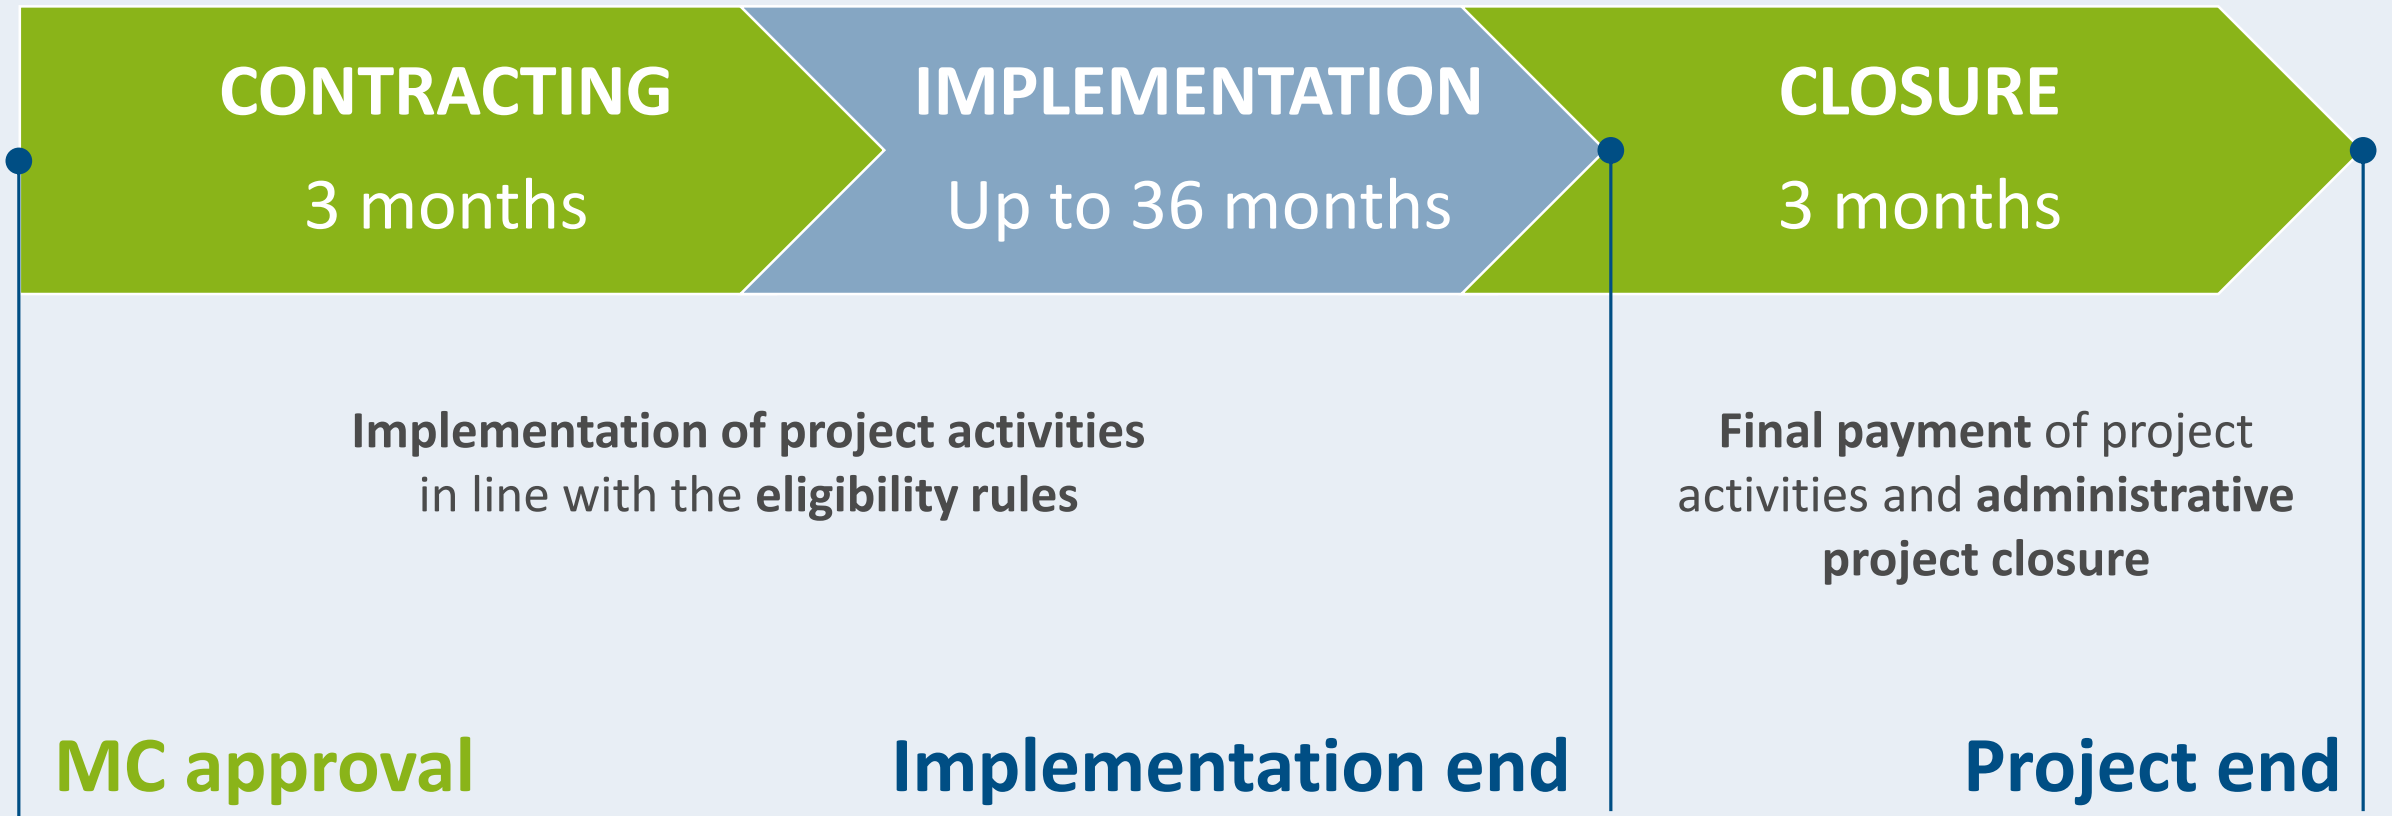 CONTRACTING
3 months
IMPLEMENTATION
Up to 36 months
CLOSURE
3 months
Implementation of project activities
in line with the eligibility rules
Final payment of project
activities and administrative
project closure
MC approval
Implementation end
Project end